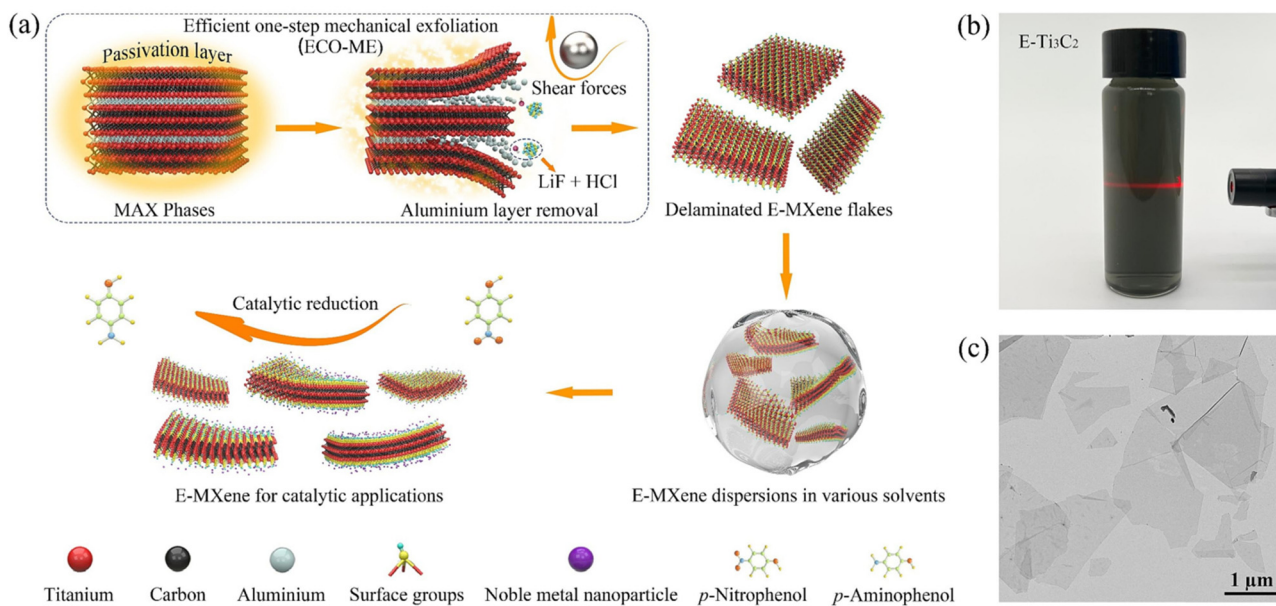 (a)
Efficient one-step mechanical exfoliation
(ECO-ME)
Passivation layer
Shear forces
LiF + HCl
MAX Phases
Aluminium layer removal
Delaminated E-MXene flakes
Catalytic reduction
E-MXene for catalytic applications
E-MXene dispersions in various solvents
Titanium
Carbon
Aluminium
Surface groups
Noble metal nanoparticle
p-Nitrophenol
p-Aminophenol
(b)
E-Ti₃C₂
(c)
1 μm